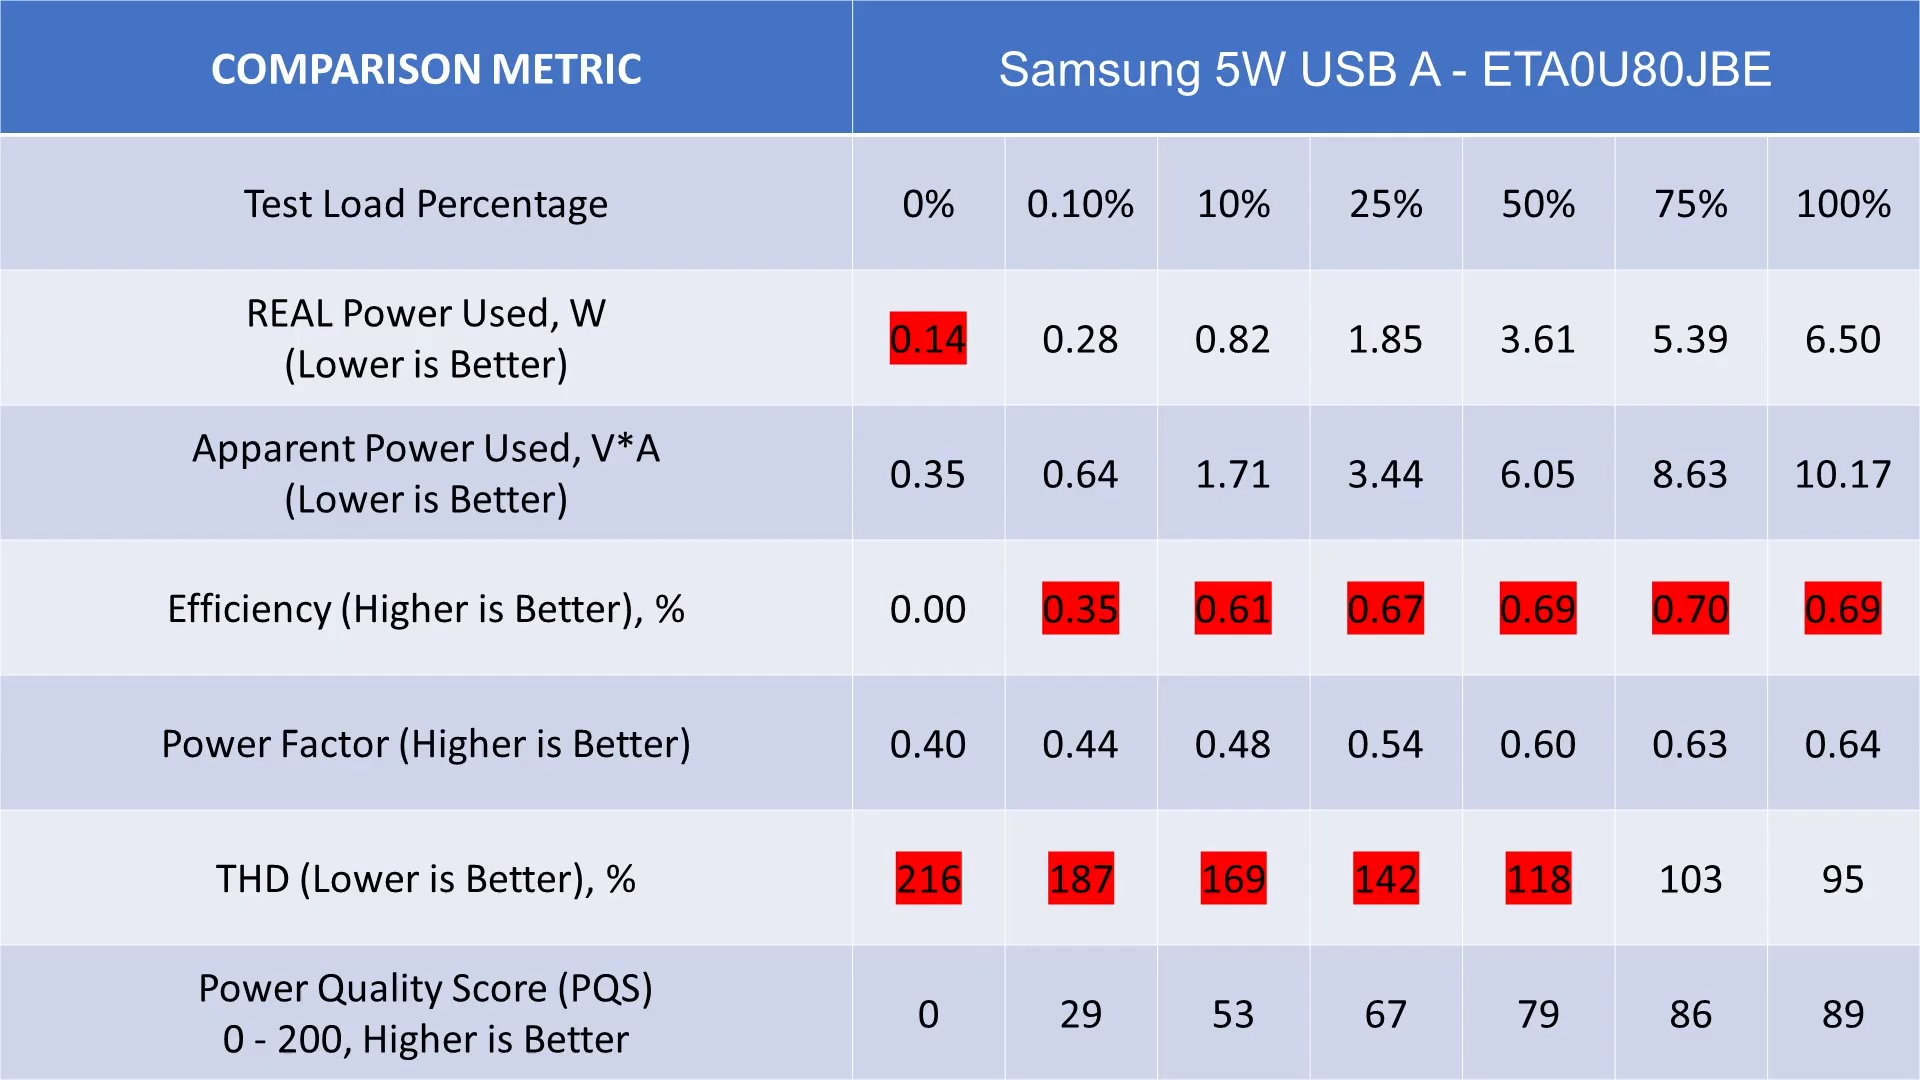 COMPARISON METRIC Samsung 5W USB A - ETA0U80JBE
Test Load Percentage 0% 0.10% 10% 25% 50% 75% 100%
REAL Power Used, W
(Lower is Better) 0.14 0.28 0.82 1.85 3.61 5.39 6.50
Apparent Power Used, V*A
(Lower is Better) 0.35 0.64 1.71 3.44 6.05 8.63 10.17
Efficiency (Higher is Better), % 0.00 0.35 0.61 0.67 0.69 0.70 0.69
Power Factor (Higher is Better) 0.40 0.44 0.48 0.54 0.60 0.63 0.64
THD (Lower is Better), % 216 187 169 142 118 103 95
Power Quality Score (PQS)
0 - 200, Higher is Better 0 29 53 67 79 86 89